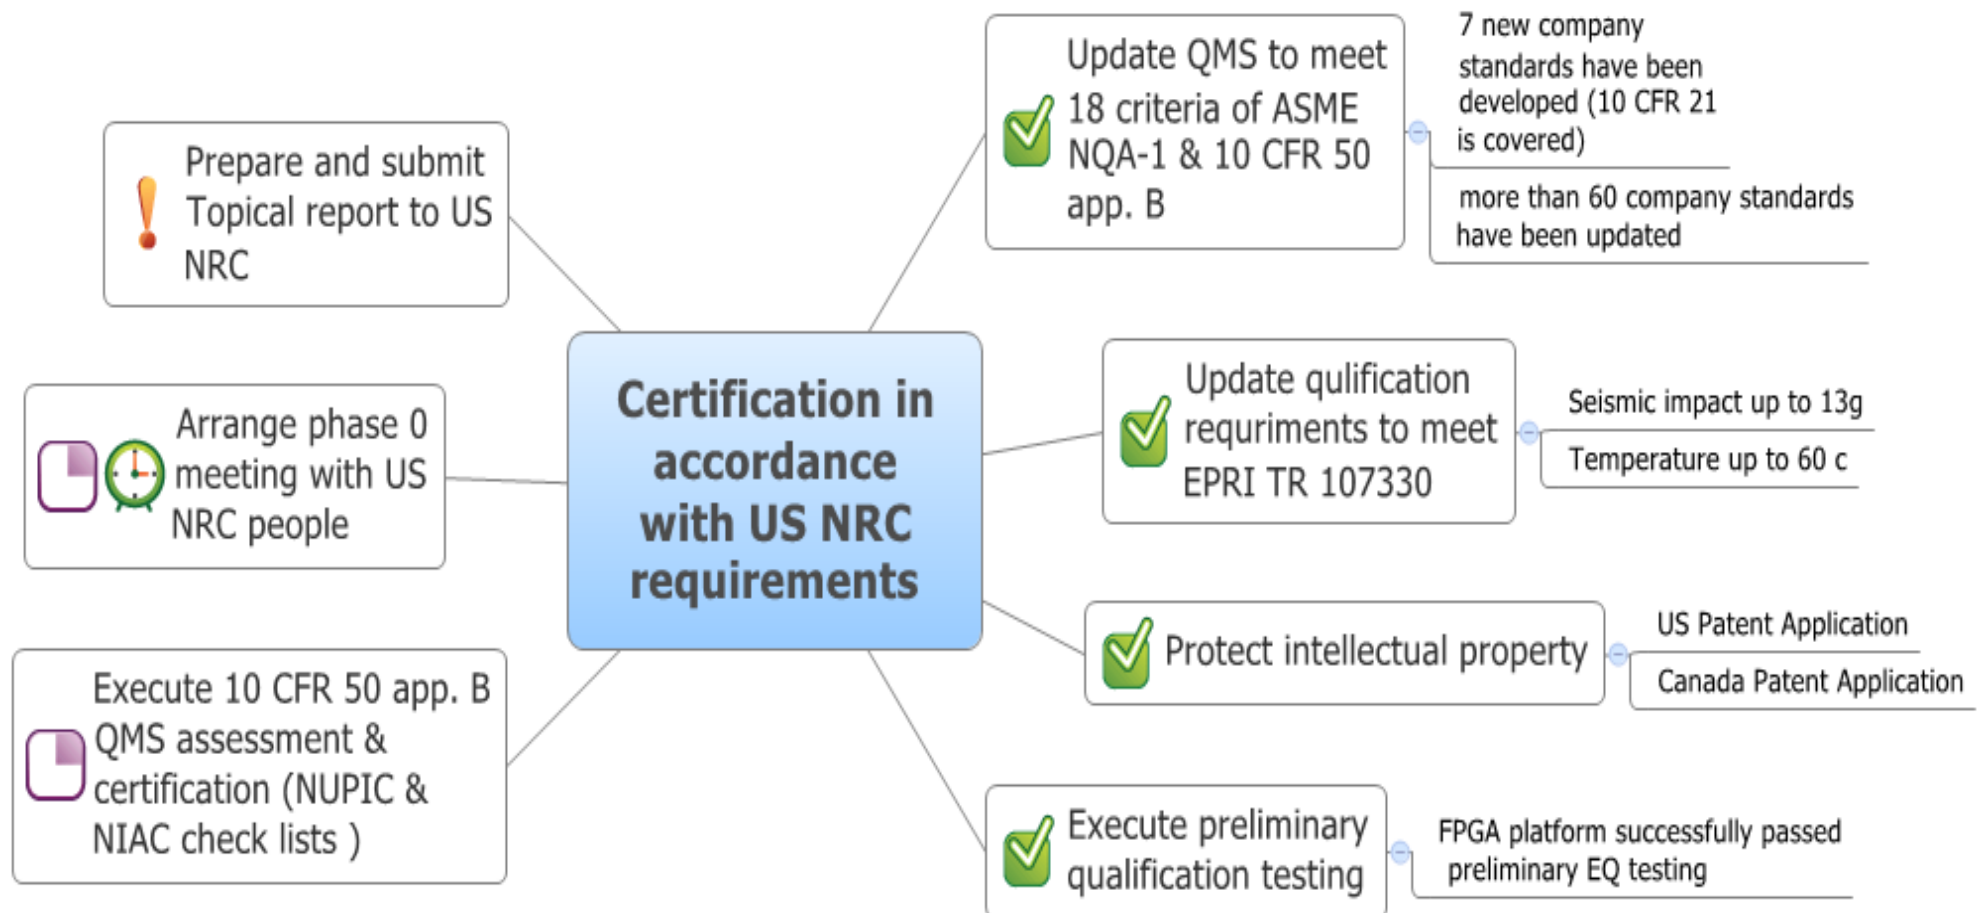 Certification in
accordance
with US NRC
requirements
Update QMS to meet
18 criteria of ASME
NQA-1 & 10 CFR 50
app. B
7 new company
standards have been
developed (10 CFR 21
is covered)
more than 60 company standards
have been updated
Update qulification
requriments to meet
EPRI TR 107330
Seismic impact up to 13g
Temperature up to 60 c
Protect intellectual property
US Patent Application
Canada Patent Application
Execute preliminary
qualification testing
FPGA platform successfully passed
preliminary EQ testing
Prepare and submit
Topical report to US
NRC
Arrange phase 0
meeting with US
NRC people
Execute 10 CFR 50 app. B
QMS assessment &
certification (NUPIC &
NIAC check lists )